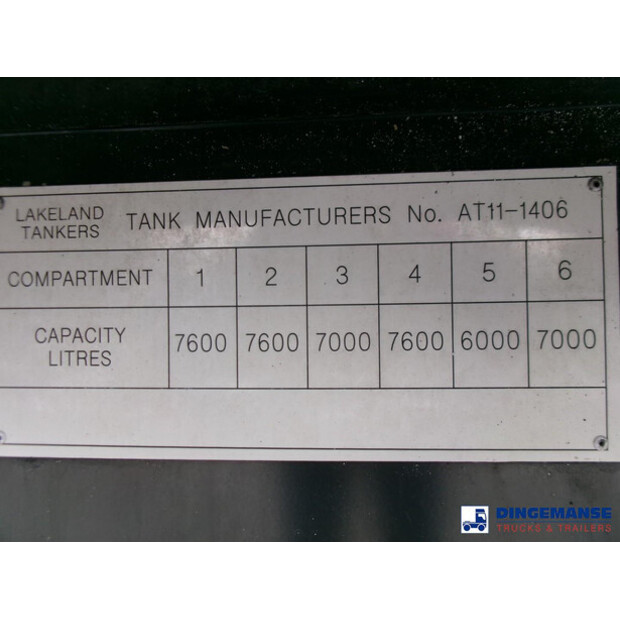 LAKELAND TANKERS TANK MANUFACTURERS No. AT11-1406
COMPARTMENT 1 2 3 4 5 6
CAPACITY LITRES 7600 7600 7000 7600 6000 7000
DINGEMANSE
TRUCKS & TRAILERS